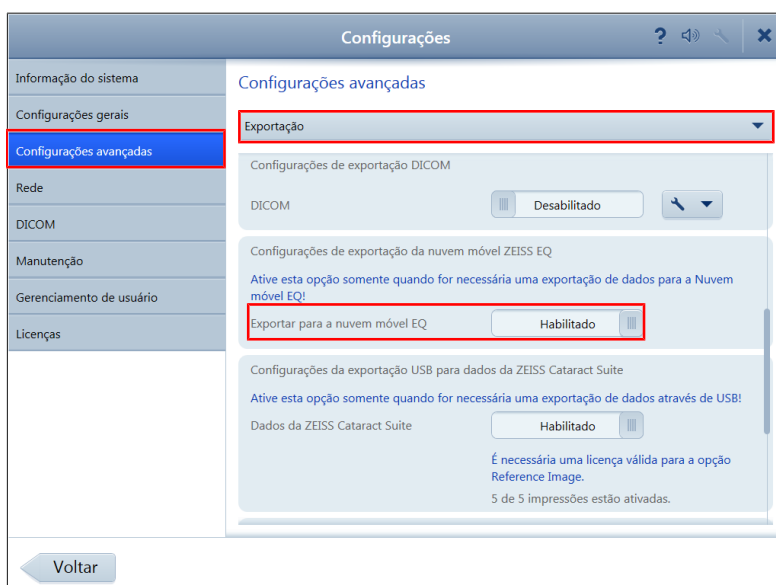 Configurações
?
Informação do sistema
Configurações gerais
Configurações avançadas
Rede
DICOM
Manutenção
Gerenciamento de usuário
Licenças
Configurações avançadas
Exportação
Configurações de exportação DICOM
DICOM
Desabilitado
Configurações de exportação da nuvem móvel ZEISS EQ
Ative esta opção somente quando for necessária uma exportação de dados para a Nuvem
móvel EQ!
Exportar para a nuvem móvel EQ
Habilitado
Configurações da exportação USB para dados da ZEISS Cataract Suite
Ative esta opção somente quando for necessária uma exportação de dados através de USB!
Dados da ZEISS Cataract Suite
Habilitado
É necessária uma licença válida para a opção
Reference Image.
5 de 5 impressões estão ativadas.
Voltar